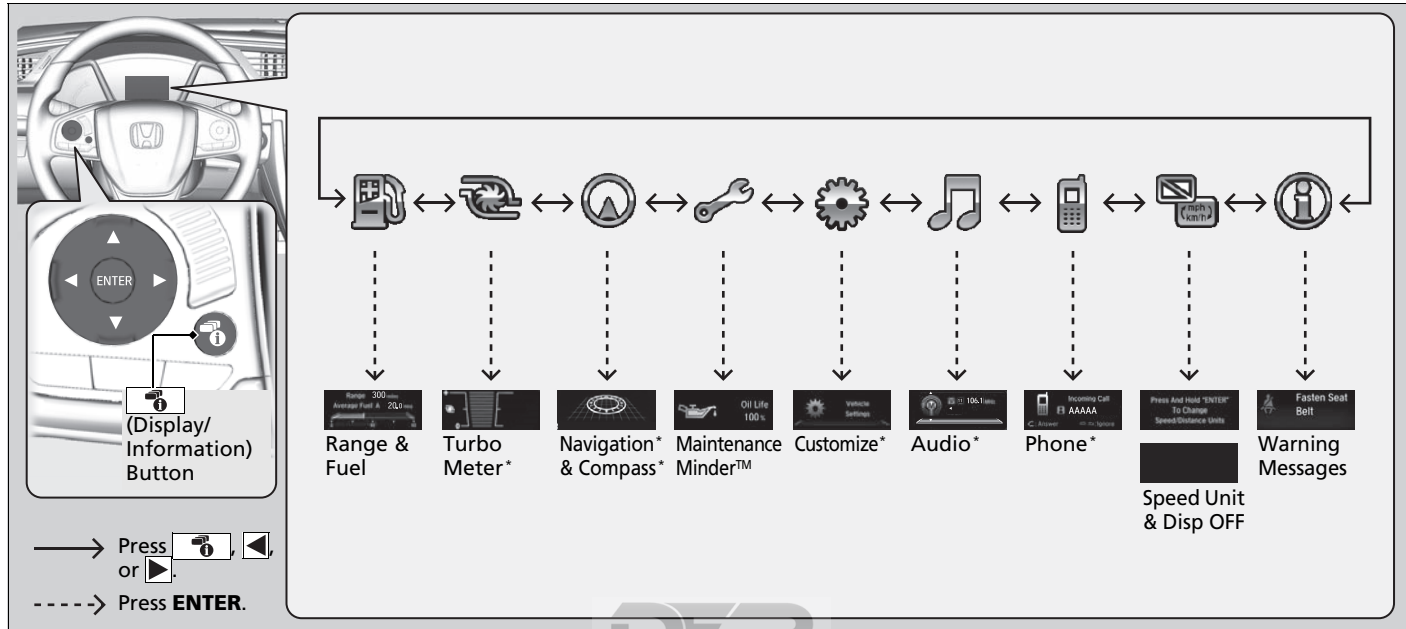 mph
km/h
ENTER
(Display/
Information)
Button
Press , ,
or .
Press ENTER.
Range 300 miles
Average Fuel A 20.0
Oil Life
100%
Vehicle
Settings
106.1 MHz
Incoming Call
AAAAA
Answer Ignore
Press And Hold "ENTER"
To Change
Speed/Distance Units
Fasten Seat
Belt
Range &
Fuel
Turbo
Meter*
Navigation*
& Compass*
Maintenance
Minder™
Customize*
Audio*
Phone*
Speed Unit
& Disp OFF
Warning
Messages